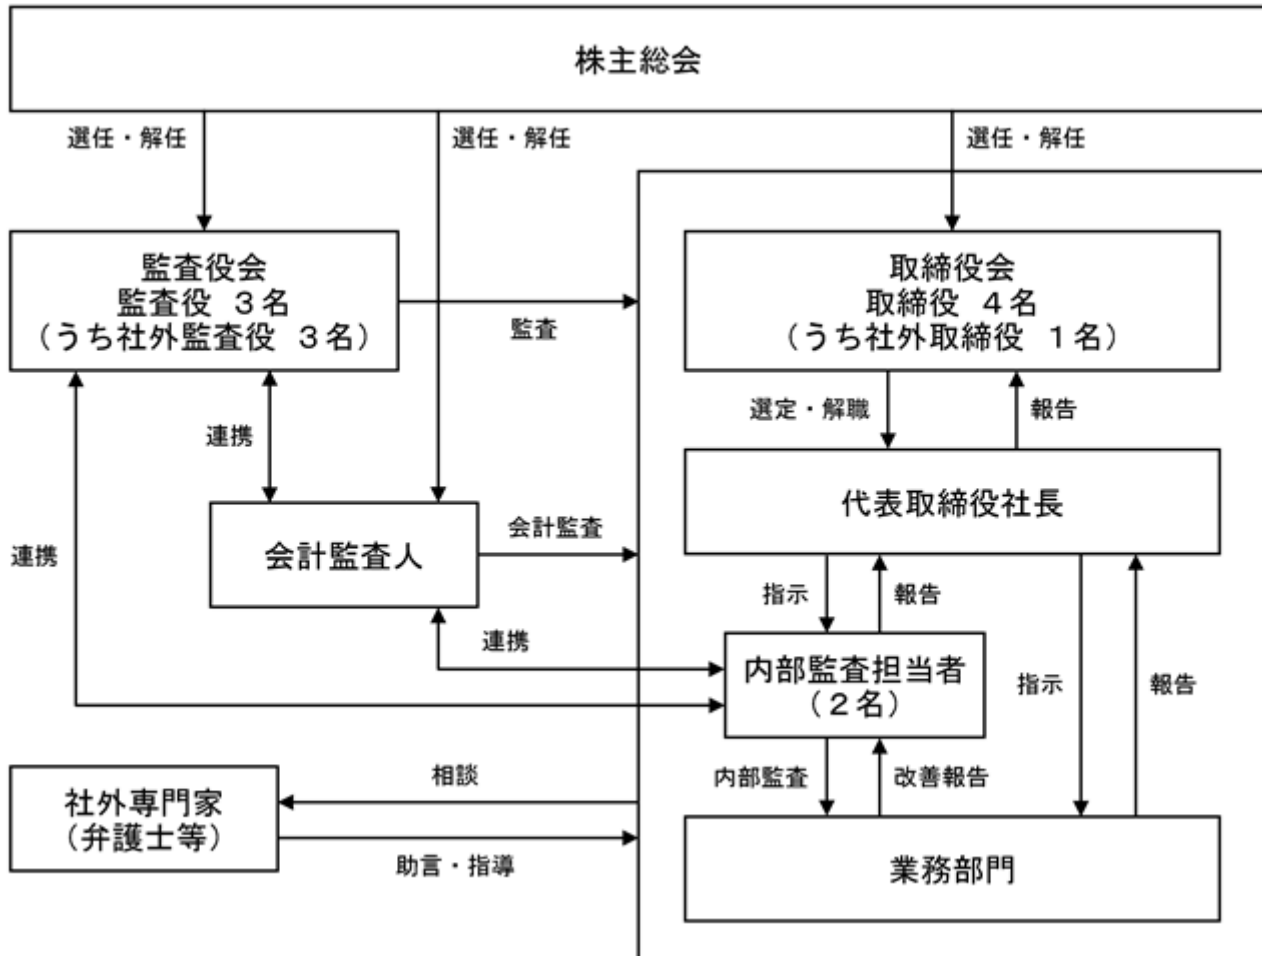 株主総会
選任・解任
選任・解任
選任・解任
監査役会
監査役 3名
(うち社外監査役 3名)
監査
取締役会
取締役 4名
(うち社外取締役 1名)
連携
選定・解職
報告
代表取締役社長
連携
会計監査人
会計監査
指示
報告
連携
内部監査担当者
(2名)
指示
報告
内部監査
改善報告
社外専門家
(弁護士等)
相談
助言・指導
業務部門